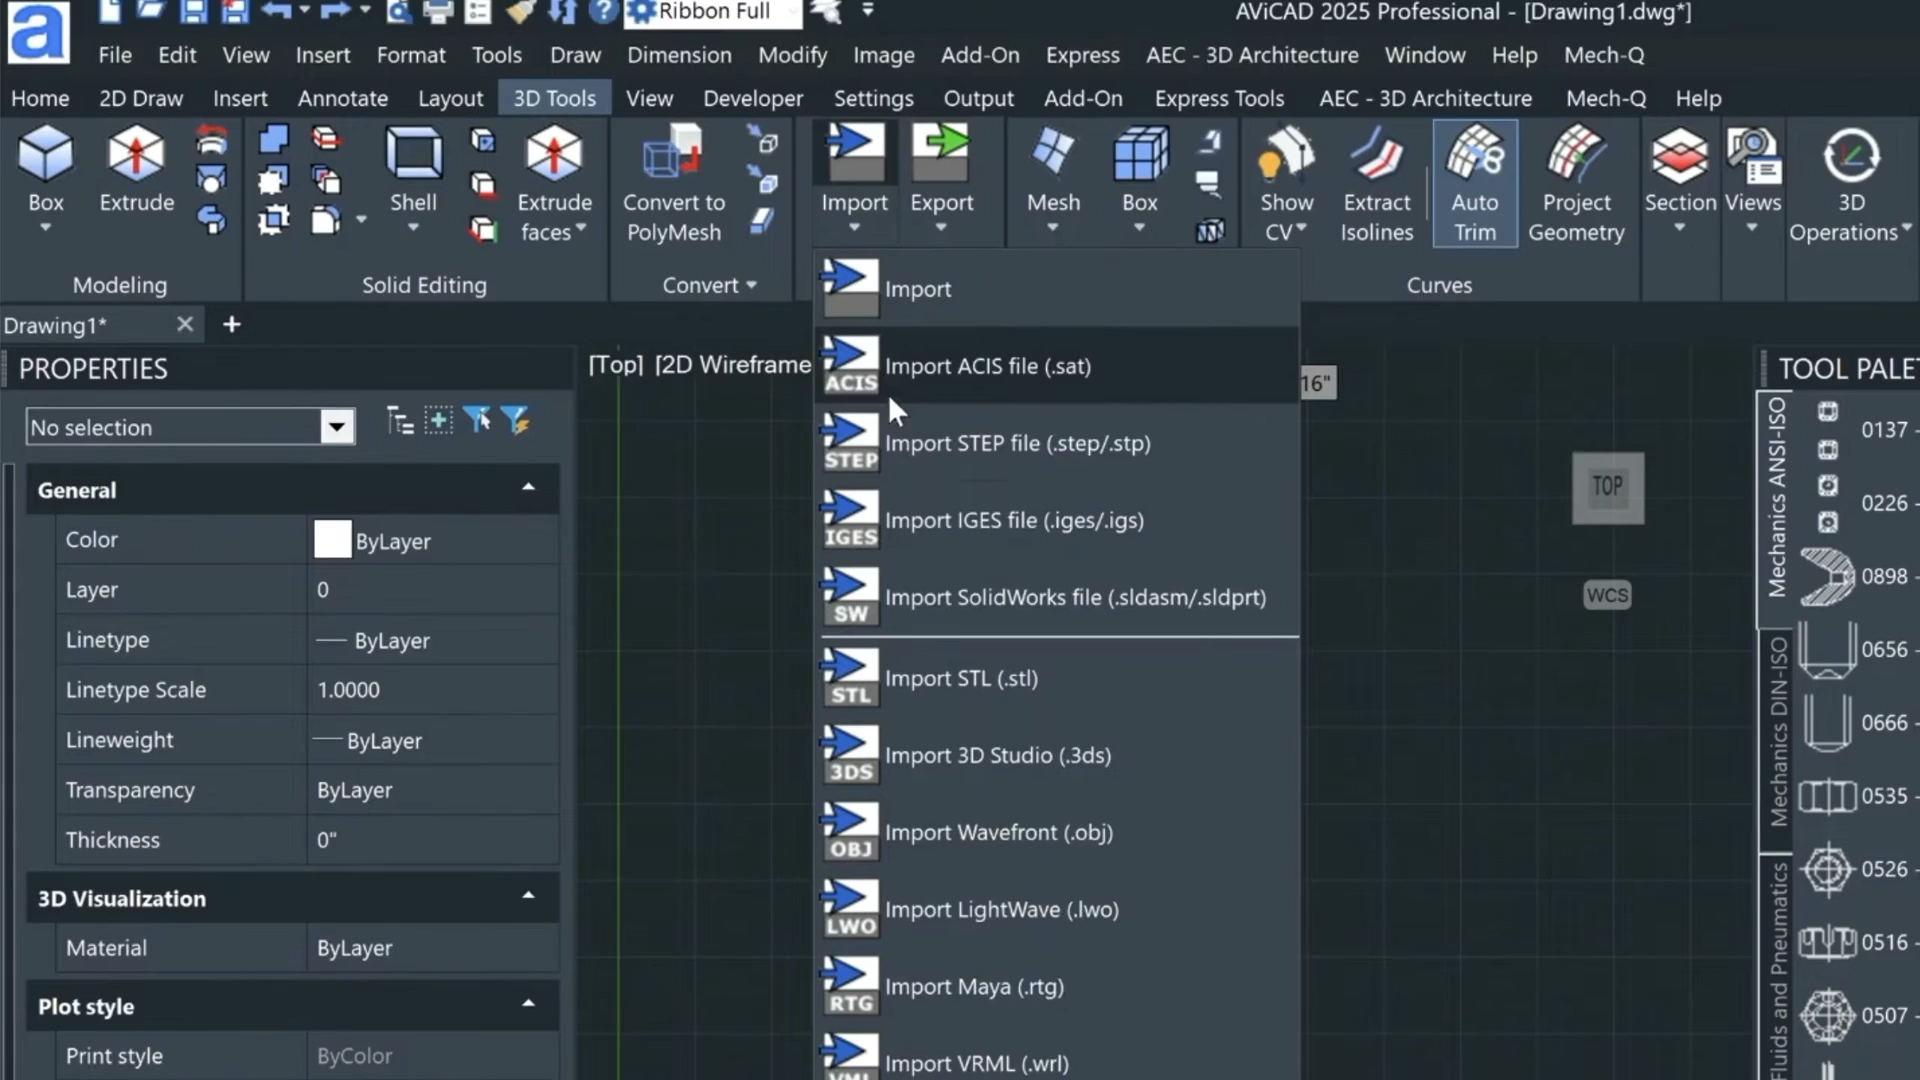 Ribbon Full
AViCAD 2025 Professional - [Drawing1.dwg*]
a
File Edit View Insert Format Tools Draw Dimension Modify Image Add-On Express AEC - 3D Architecture Window Help Mech-Q
Home 2D Draw Insert Annotate Layout 3D Tools View Developer Settings Output Add-On Express Tools AEC - 3D Architecture Mech-Q Help
Box
Extrude
Shell
Extrude
faces
Convert to
PolyMesh
Import
Export
Mesh
Box
Show
CV
Extract
Isolines
Auto
Trim
Project
Geometry
Section
Views
3D
Operations
Modeling
Solid Editing
Convert
Curves
Drawing1*
PROPERTIES
No selection
General
Color ByLayer
Layer 0
Linetype ByLayer
Linetype Scale 1.0000
Lineweight ByLayer
Transparency ByLayer
Thickness 0"
3D Visualization
Material ByLayer
Plot style
Print style ByColor
[Top] [2D Wireframe
Import
ACIS Import ACIS file (.sat)
STEP Import STEP file (.step/.stp)
IGES Import IGES file (.iges/.igs)
SW Import SolidWorks file (.sldasm/.sldprt)
STL Import STL (.stl)
3DS Import 3D Studio (.3ds)
OBJ Import Wavefront (.obj)
LWO Import LightWave (.lwo)
RTG Import Maya (.rtg)
Import VRML (.wrl)
16"
TOP
WCS
TOOL PALET
Mechanics ANSI-ISO
Mechanics DIN-ISO
Fluids and Pneumatics
0137 -
0226 -
0898 -
0656 -
0666 -
0535 -
0526 -
0516 -
0507 -